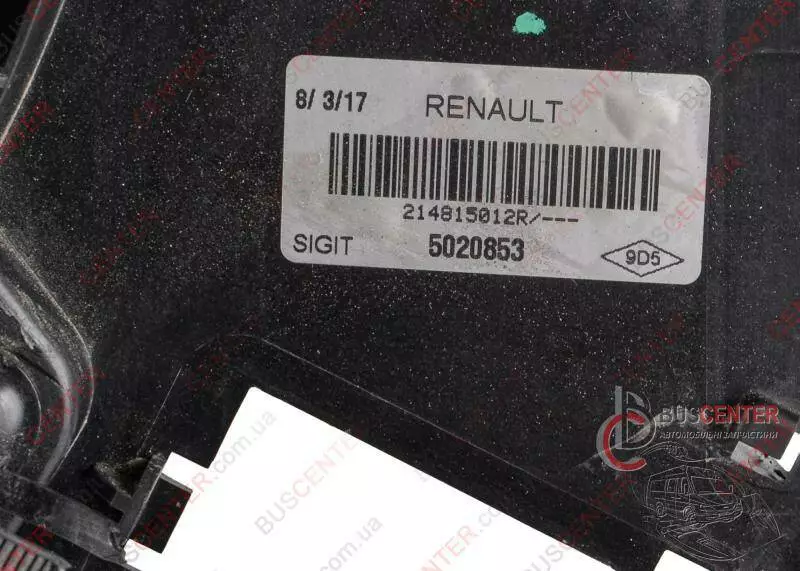 8/ 3/17 RENAULT
214815012R/---
SIGIT 5020853 9D5
BUSCENTER
АВТОМОБІЛЬНІ ЗАПЧАСТИНИ
BUSCENTER.com.ua